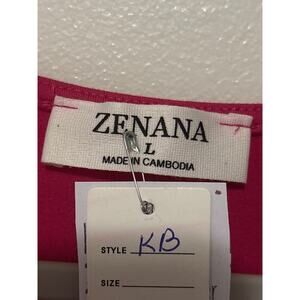 ZENANA
L
MADE IN CAMBODIA
STYLE KB
SIZE